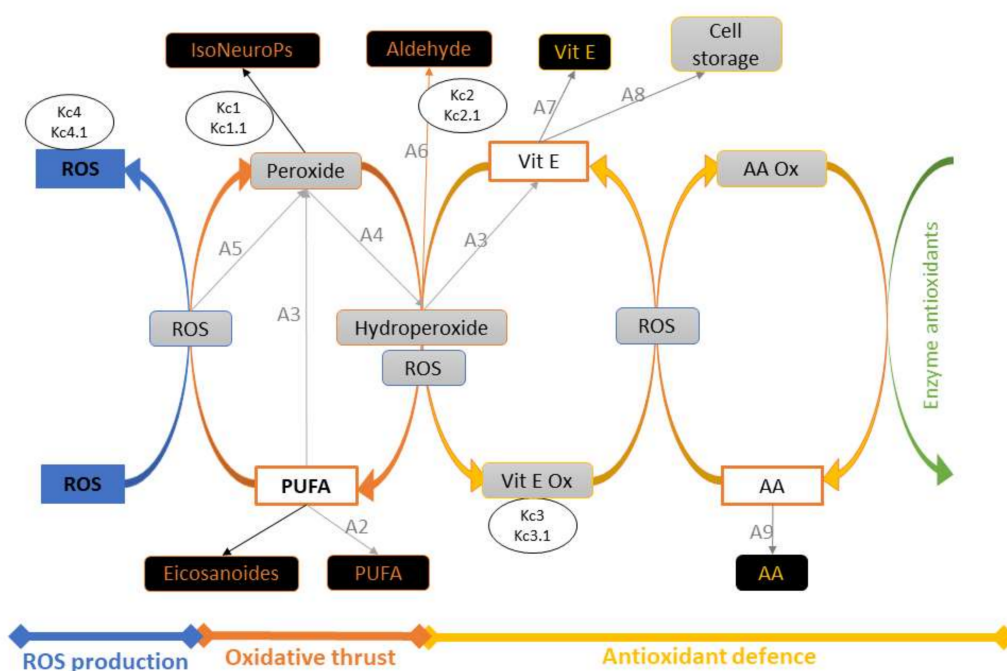 IsoNeuroPs
Aldehyde
Vit E
Cell
storage
Kc4
Kc4.1
Kc1
Kc1.1
Kc2
Kc2.1
A7
A8
ROS
Peroxide
A6
Vit E
AA Ox
A5
A4
A3
A3
ROS
Hydroperoxide
ROS
ROS
Enzyme antioxidants
ROS
PUFA
Vit E Ox
AA
Kc3
Kc3.1
A2
A9
Eicosanoides
PUFA
AA
ROS production
Oxidative thrust
Antioxidant defence